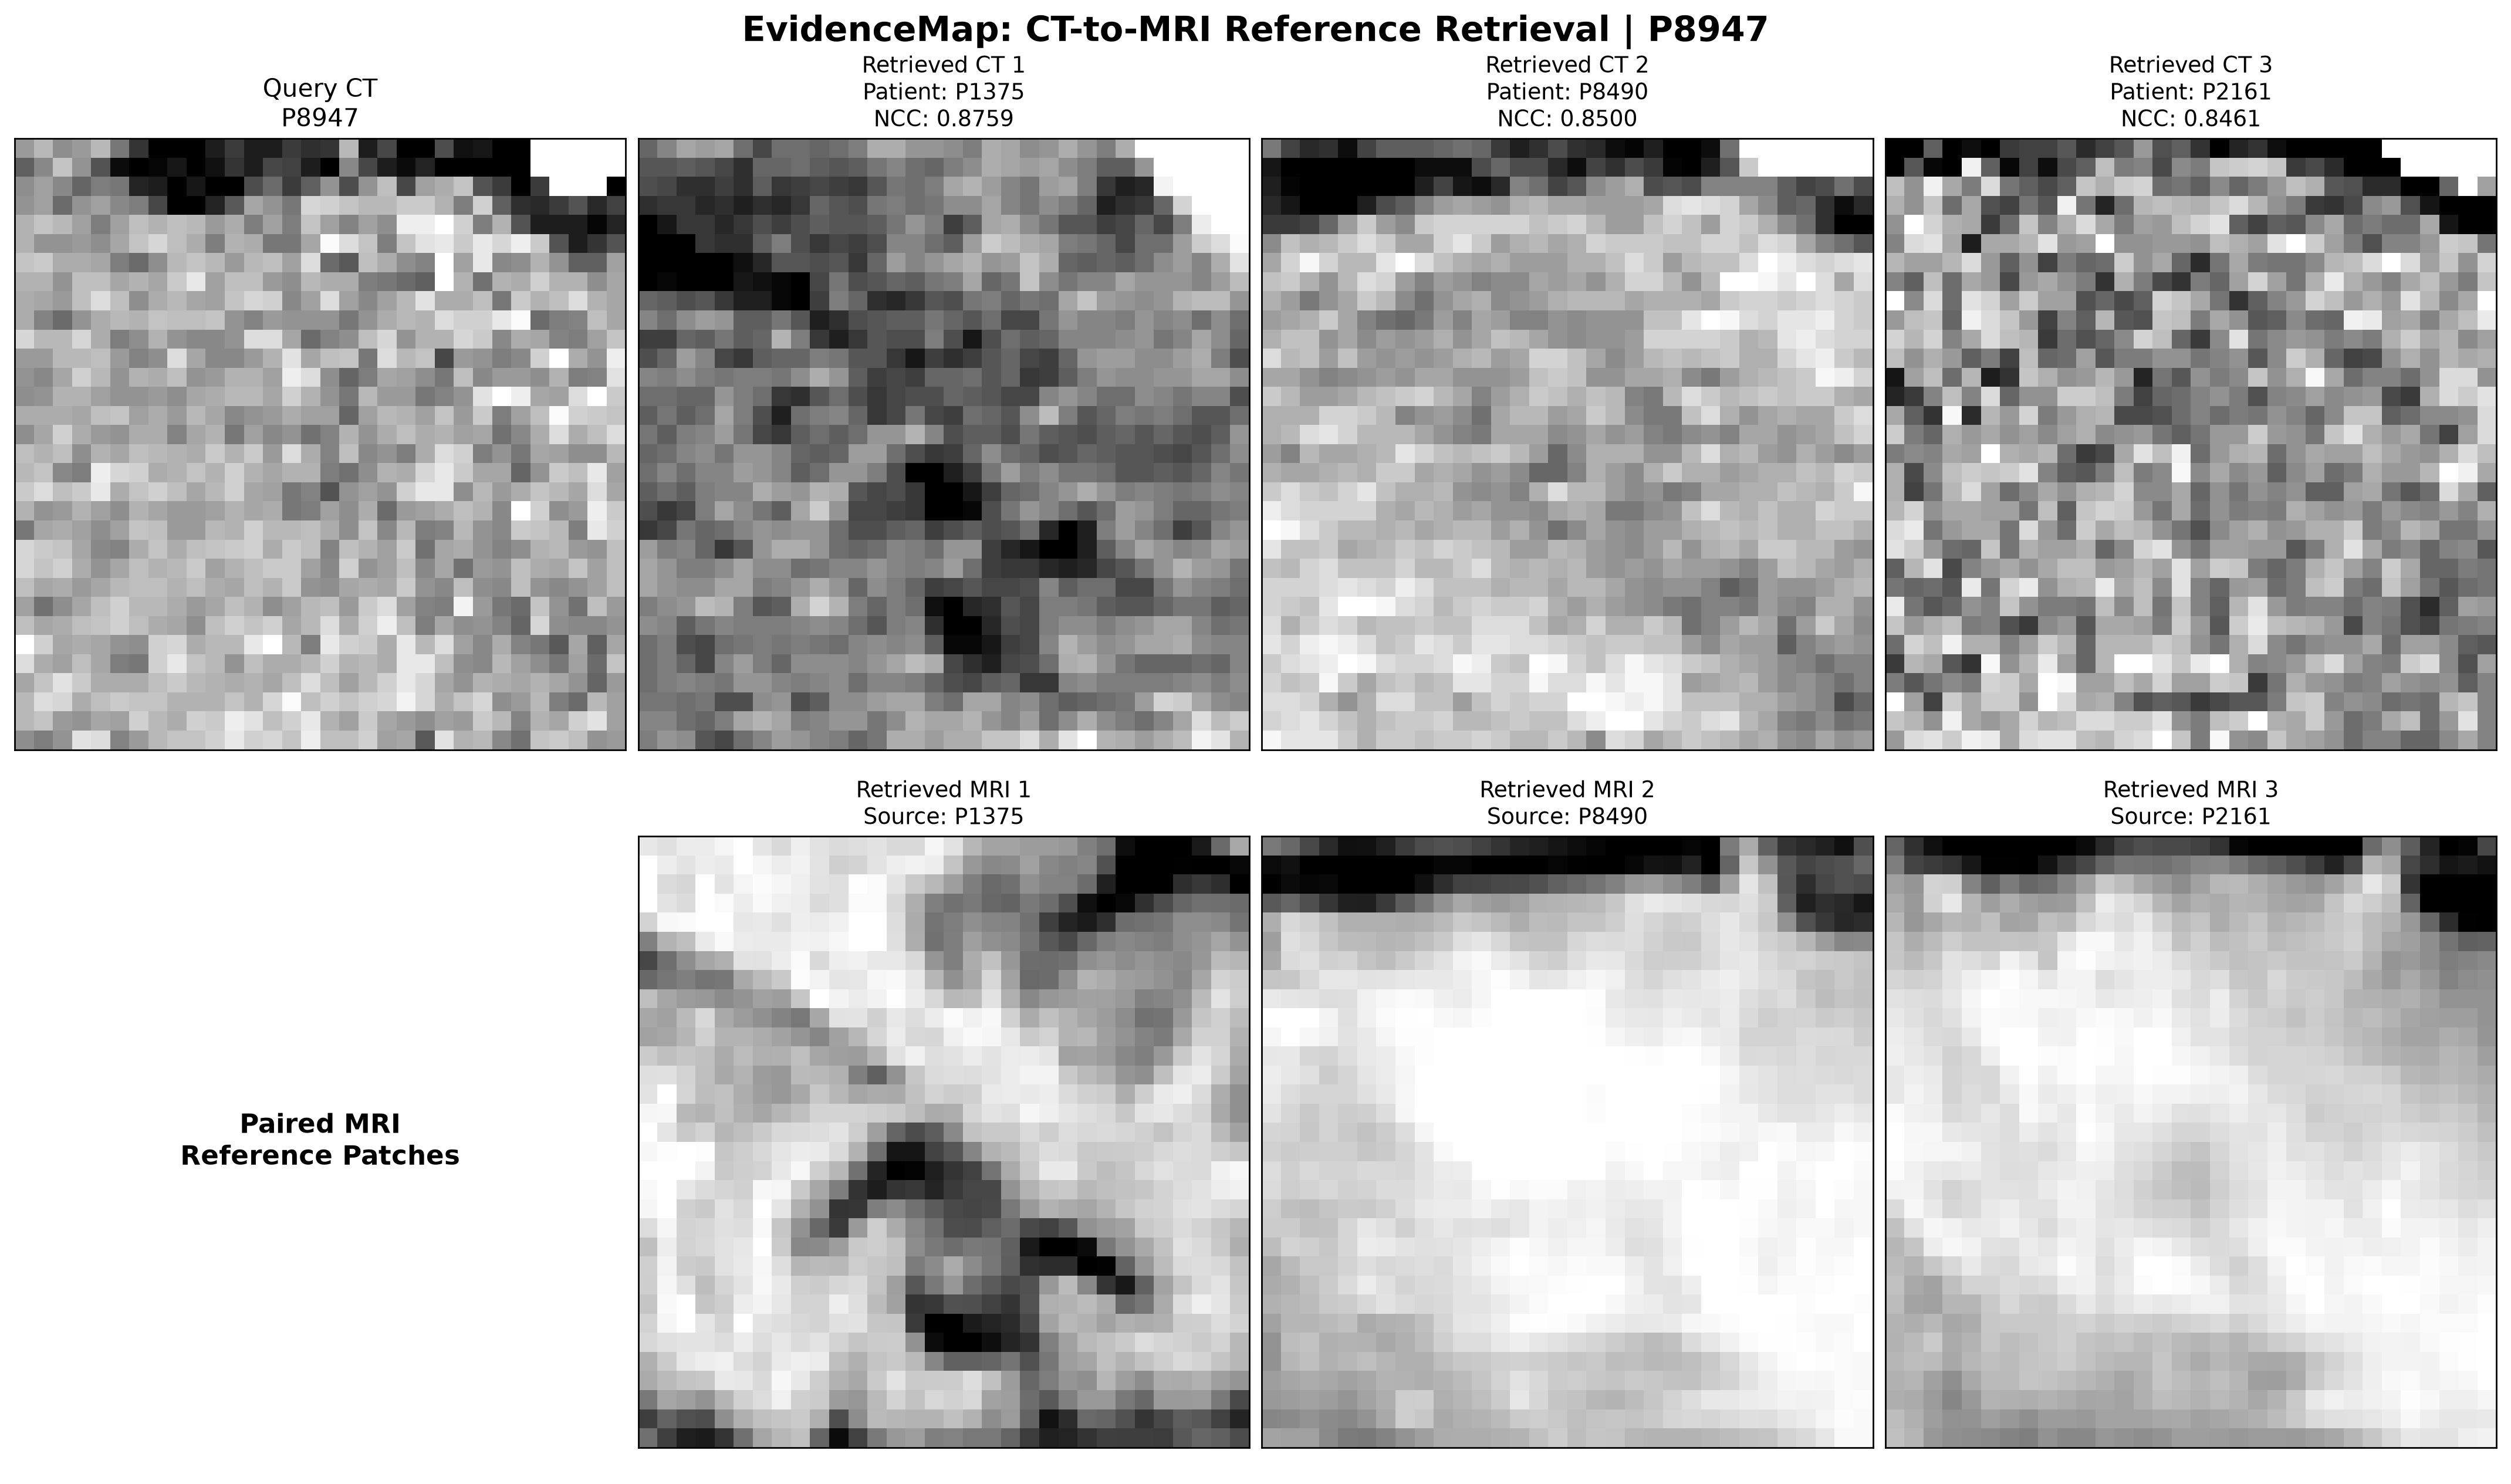 EvidenceMap: CT-to-MRI Reference Retrieval | P8947
Query CT
P8947
Retrieved CT 1
Patient: P1375
NCC: 0.8759
Retrieved CT 2
Patient: P8490
NCC: 0.8500
Retrieved CT 3
Patient: P2161
NCC: 0.8461
Paired MRI
Reference Patches
Retrieved MRI 1
Source: P1375
Retrieved MRI 2
Source: P8490
Retrieved MRI 3
Source: P2161